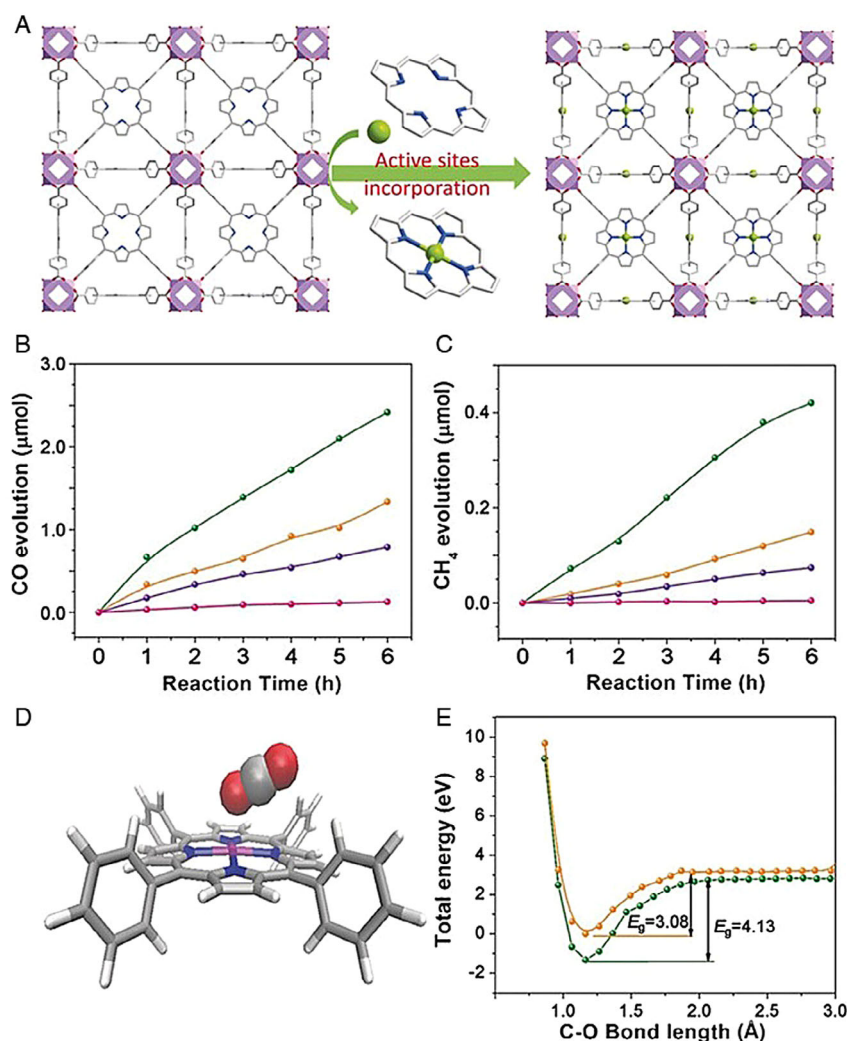 A
Active sites
incorporation
B
CO evolution (μmol)
3.0
2.0
1.0
0.0
0 1 2 3 4 5 6
Reaction Time (h)
C
CH₄ evolution (μmol)
0.4
0.2
0.0
0 1 2 3 4 5 6
Reaction Time (h)
D
E
Total energy (eV)
10
8
6
4
2
0
-2
Eg=3.08
Eg=4.13
1.0 1.5 2.0 2.5 3.0
C-O Bond length (Å)